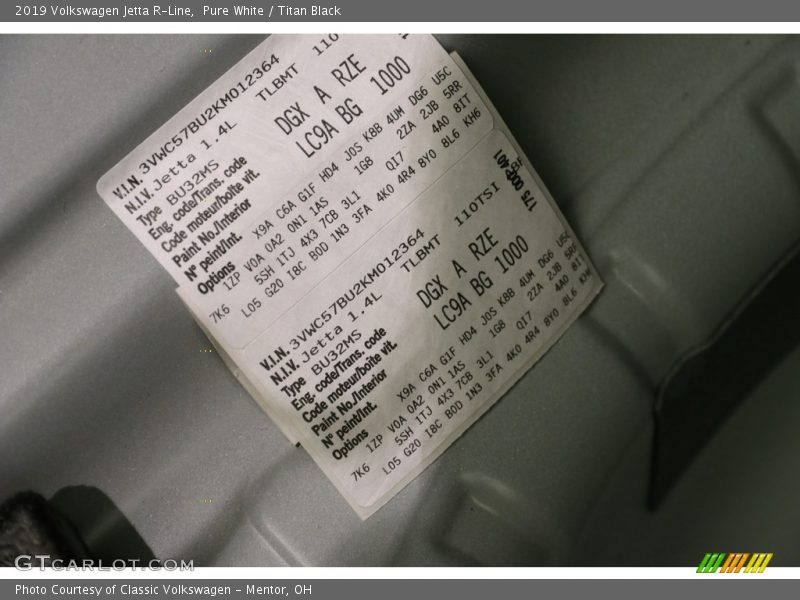 2019 Volkswagen Jetta R-Line, Pure White / Titan Black
V.I.N. 3VWC57BU2KM012364
N.I.V. Jetta 1.4L TLBMT 110
Type BU32MS
Eng. code/Trans. code DGX A RZE
Code moteur/boîte vit.
Paint No./Interior LC9A BG 1000
Nº peint/Int.
Options X9A C6A G1F HD4 J0S K8B 4UM DG6 U5C
1ZP V0A 0A2 0N1 1AS 1G8 2ZA 2JB 5RR
7K6 5SH 1TJ 4X3 7CB 3L1 QI7 4A0 8IT
L05 G20 I8C B0D 1N3 3FA 4K0 4R4 8Y0 8L6 KH6
V.I.N. 3VWC57BU2KM012364
N.I.V. Jetta 1.4L TLBMT 110TSI
Type BU32MS
Eng. code/Trans. code DGX A RZE
Code moteur/boîte vit.
Paint No./Interior LC9A BG 1000
Nº peint/Int.
Options X9A C6A G1F HD4 J0S K8B 4UM DG6 U5C
1ZP V0A 0A2 0N1 1AS 1G8 2ZA 2JB 5RR
7K6 5SH 1TJ 4X3 7CB 3L1 QI7 4A0 8IT
L05 G20 I8C B0D 1N3 3FA 4K0 4R4 8Y0 8L6 KH6
GTcarlot.com
Photo Courtesy of Classic Volkswagen - Mentor, OH